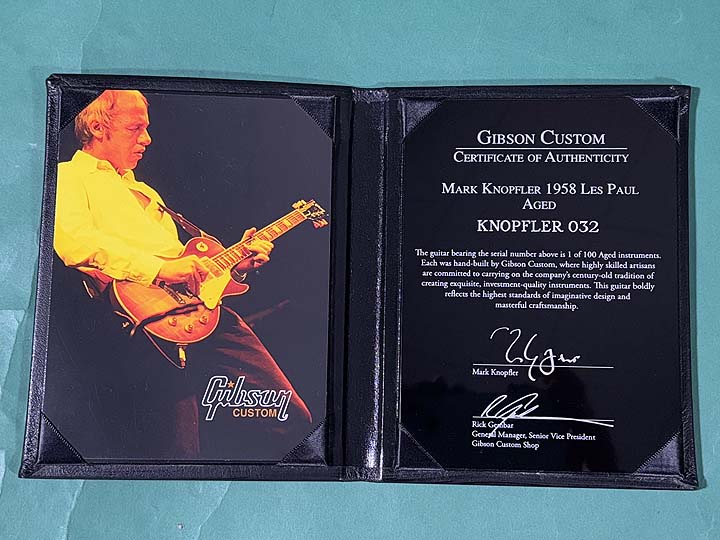 Gibson
CUSTOM
GIBSON CUSTOM
CERTIFICATE OF AUTHENTICITY
MARK KNOPFLER 1958 LES PAUL
AGED
KNOPFLER 032
The guitar bearing the serial number above is 1 of 100 Aged instruments.
Each was hand-built by Gibson Custom, where highly skilled artisans
are committed to carrying on the company's century-old tradition of
creating exquisite, investment-quality instruments. This guitar boldly
reflects the highest standards of imaginative design and
masterful craftsmanship.
Mark Knopfler
Rick Gembar
General Manager, Senior Vice President
Gibson Custom Shop